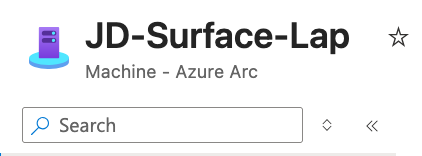 JD-Surface-Lap
Machine - Azure Arc
Search